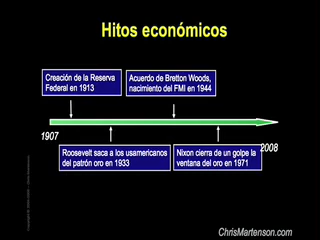 Hitos económicos
Creación de la Reserva
Federal en 1913
Acuerdo de Bretton Woods,
nacimiento del FMI en 1944
1907
2008
Roosevelt saca a los usamericanos
del patrón oro en 1933
Nixon cierra de un golpe la
ventana del oro en 1971
ChrisMartenson.com